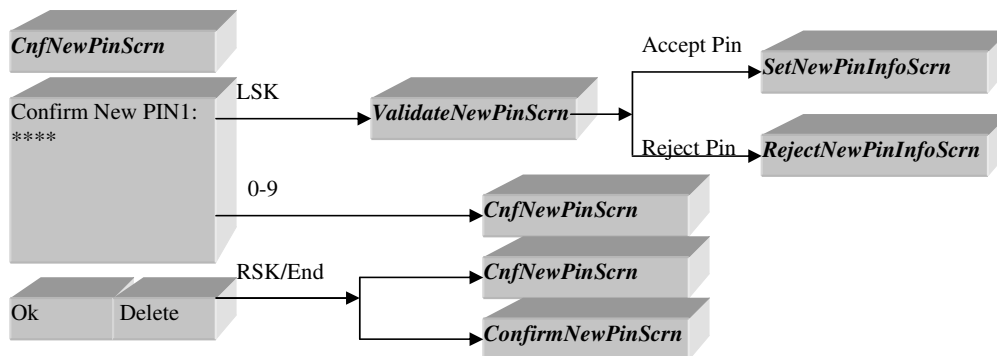 CnfNewPinScrn
Confirm New PIN1:
****
Ok
Delete
LSK
ValidateNewPinScrn
Accept Pin
SetNewPinInfoScrn
Reject Pin
RejectNewPinInfoScrn
0-9
CnfNewPinScrn
RSK/End
CnfNewPinScrn
ConfirmNewPinScrn